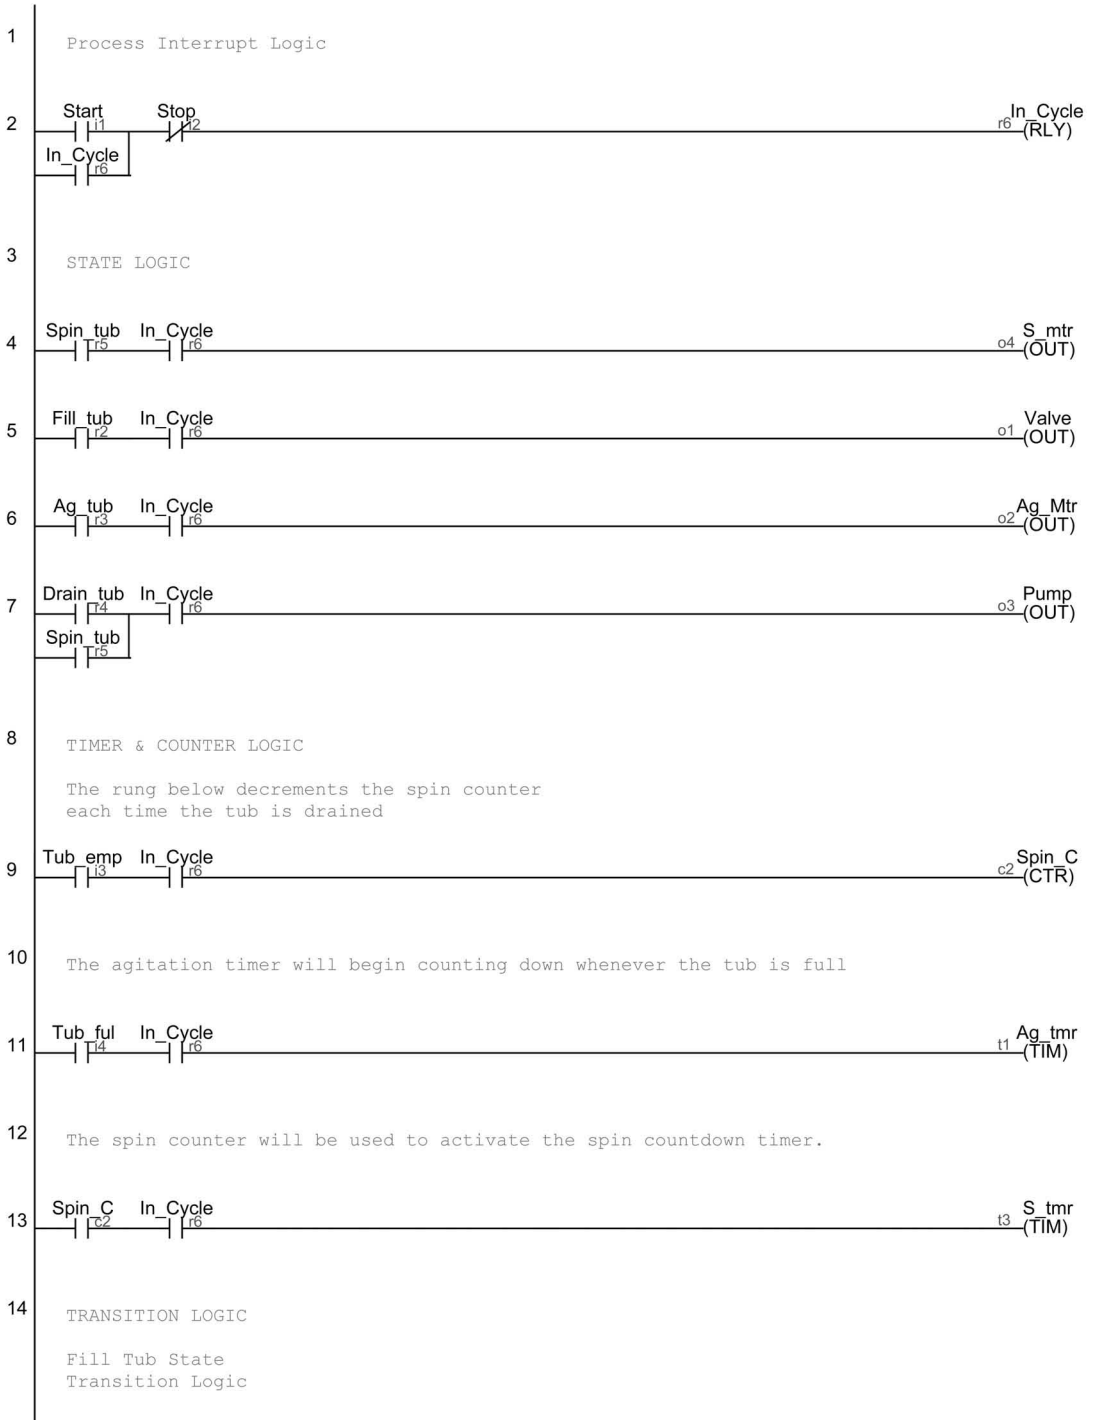 1
Process Interrupt Logic
Start Stop In_Cycle
2 i1 i2 r6 (RLY)
In_Cycle
r6
3
STATE LOGIC
Spin_tub In_Cycle S_mtr
4 r5 r6 o4 (OUT)
Fill_tub In_Cycle Valve
5 r2 r6 o1 (OUT)
Ag_tub In_Cycle Ag_Mtr
6 r3 r6 o2 (OUT)
Drain_tub In_Cycle Pump
7 r4 r6 o3 (OUT)
Spin_tub
r5
8
TIMER & COUNTER LOGIC
The rung below decrements the spin counter
each time the tub is drained
Tub_emp In_Cycle Spin_C
9 i3 r6 c2 (CTR)
10
The agitation timer will begin counting down whenever the tub is full
Tub_ful In_Cycle Ag_tmr
11 i4 r6 t1 (TIM)
12
The spin counter will be used to activate the spin countdown timer.
Spin_C In_Cycle S_tmr
13 c2 r6 t3 (TIM)
14
TRANSITION LOGIC
Fill Tub State
Transition Logic